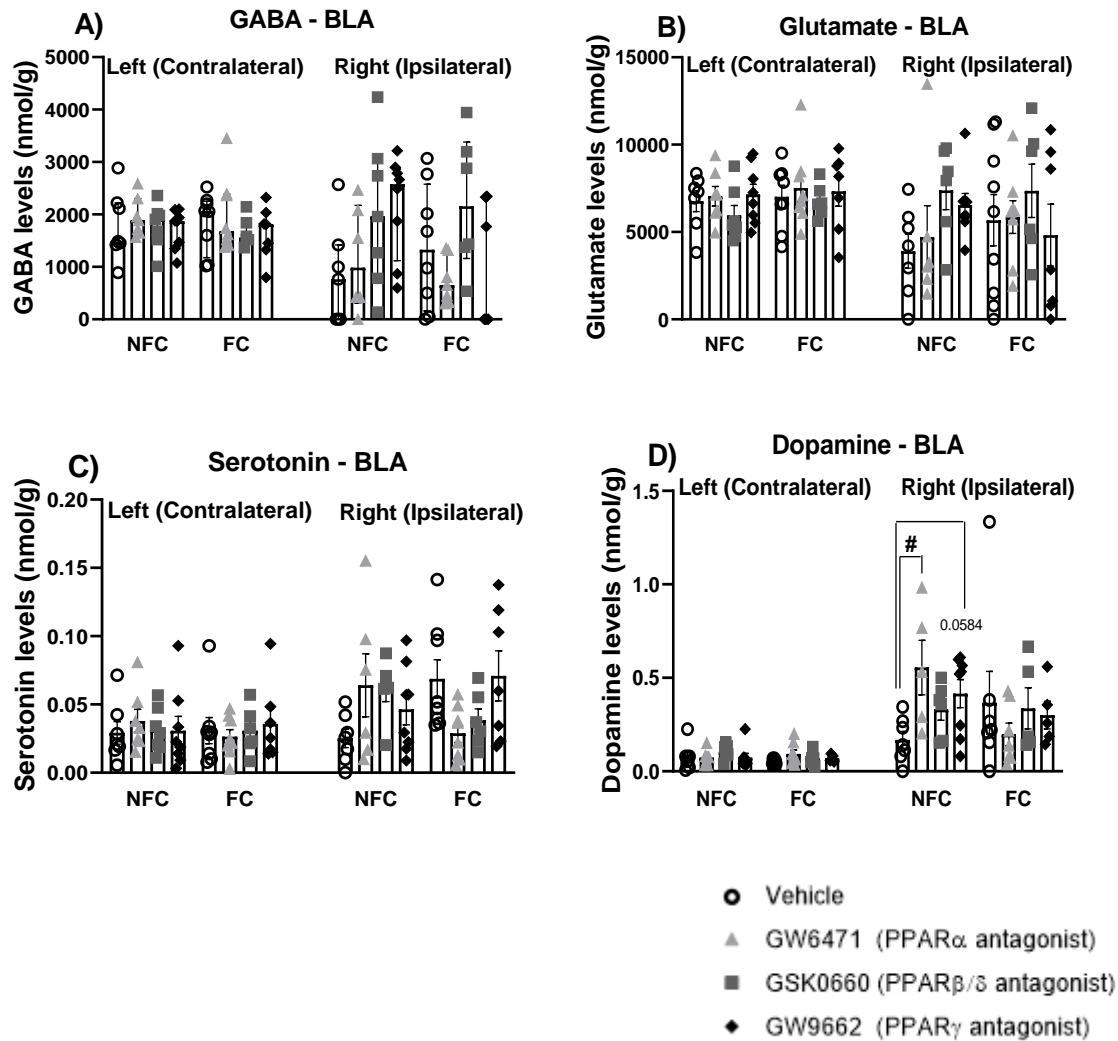 A)
GABA - BLA
GABA levels (nmol/g)
5000
4000
3000
2000
1000
0
Left (Contralateral)
Right (Ipsilateral)
NFC
FC
NFC
FC
B)
Glutamate - BLA
Glutamate levels (nmol/g)
15000
10000
5000
0
Left (Contralateral)
Right (Ipsilateral)
NFC
FC
NFC
FC
C)
Serotonin - BLA
Serotonin levels (nmol/g)
0.20
0.15
0.10
0.05
0.00
Left (Contralateral)
Right (Ipsilateral)
NFC
FC
NFC
FC
D)
Dopamine - BLA
Dopamine levels (nmol/g)
1.5
1.0
0.5
0.0
Left (Contralateral)
Right (Ipsilateral)
#
0.0584
NFC
FC
NFC
FC
Vehicle
GW6471 (PPARα antagonist)
GSK0660 (PPARβ/δ antagonist)
GW9662 (PPARγ antagonist)